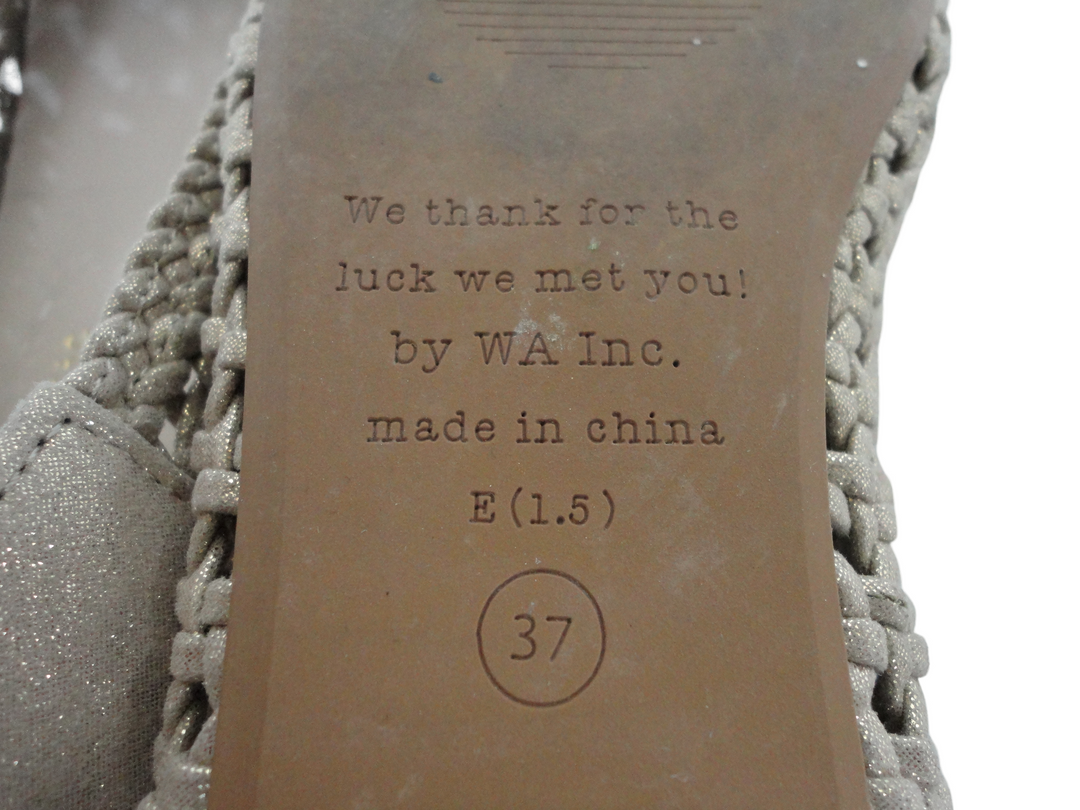 We thank for the
luck we met you!
by WA Inc.
made in china
E(1.5)
37